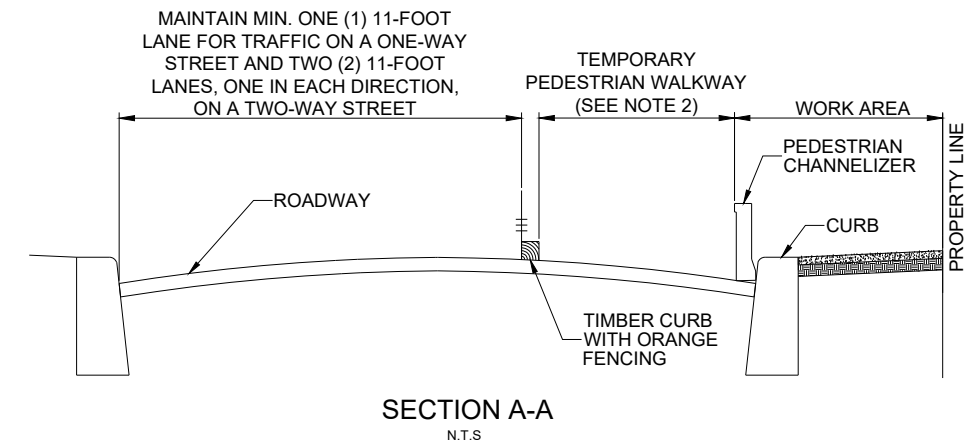 MAINTAIN MIN. ONE (1) 11-FOOT
LANE FOR TRAFFIC ON A ONE-WAY
STREET AND TWO (2) 11-FOOT
LANES, ONE IN EACH DIRECTION,
ON A TWO-WAY STREET
TEMPORARY
PEDESTRIAN WALKWAY
(SEE NOTE 2)
WORK AREA
PEDESTRIAN
CHANNELIZER
PROPERTY LINE
ROADWAY
CURB
TIMBER CURB
WITH ORANGE
FENCING
SECTION A-A
N.T.S